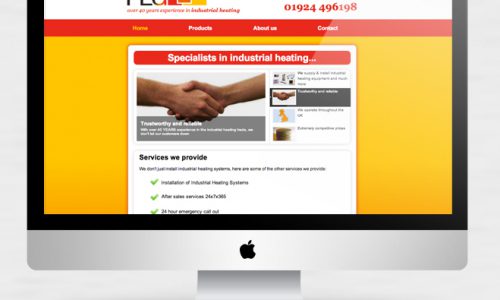 over 40 years experience in industrial heating
01924 496198
Home Products About us Contact
Specialists in industrial heating...
We supply & install industrial
heating equipment and much
more
Trustworthy and reliable
We operate throughout the
UK
Extremely competitive prices
Trustworthy and reliable
With over 40 YEARS experience in the industrial heating trade, we
don't let our customers down
Services we provide
We don't just install industrial heating systems, here are some of the other services we provide:
Installation of Industrial Heating Systems
After sales services 24x7x365
24 hour emergency call out